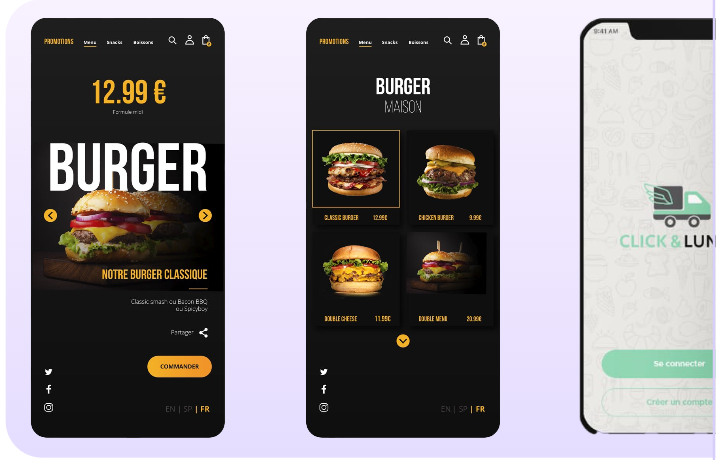 PROMOTIONS Menu Snacks Boissons
12.99 €
Formule midi
BURGER
NOTRE BURGER CLASSIQUE
Classic smash ou Bacon BBQ
ou Spicyboy
Partager
COMMANDER
EN | SP | FR
PROMOTIONS Menu Snacks Boissons
BURGER
MAISON
CLASSIC BURGER 12.99€
CHICKEN BURGER 9.99€
DOUBLE CHEESE 11.99€
DOUBLE MENU 20.99€
EN | SP | FR
9:41 AM
CLICK & LUN
Se connecter
Créer un compte